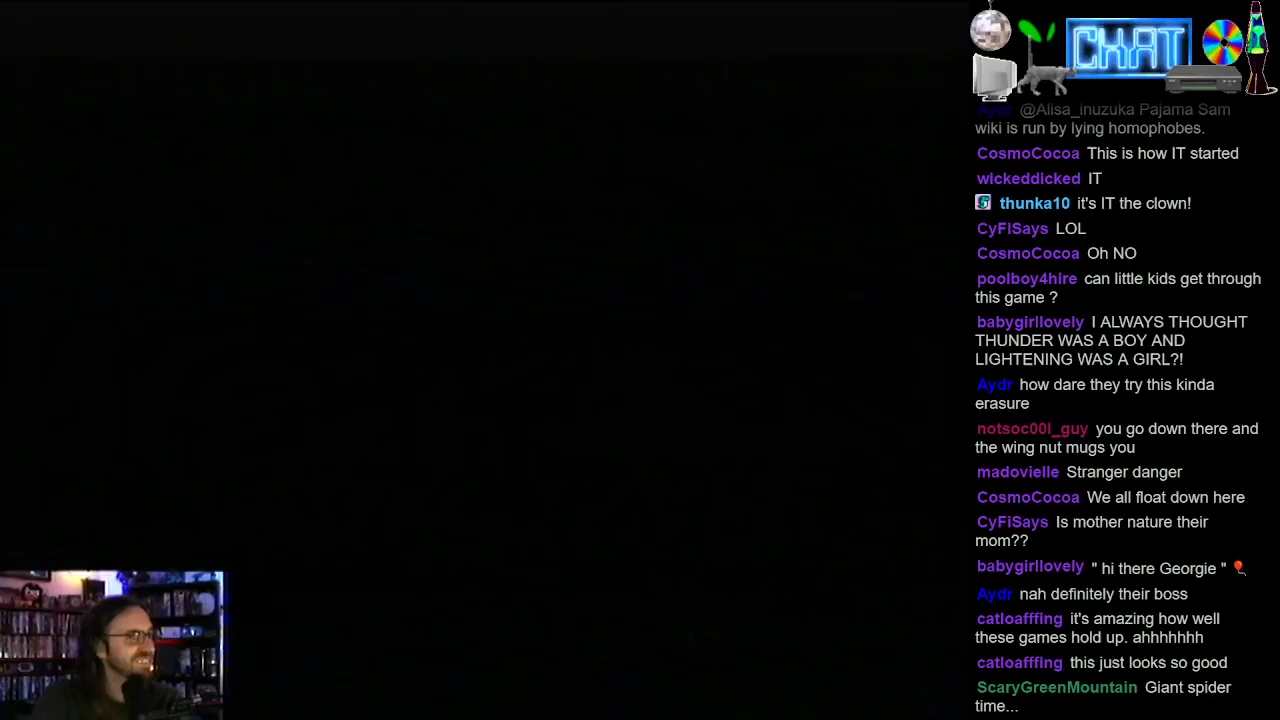 CHAT
Aydr @Alisa_inuzuka Pajama Sam
wiki is run by lying homophobes.
CosmoCocoa This is how IT started
wickeddicked IT
thunka10 it's IT the clown!
CyFiSays LOL
CosmoCocoa Oh NO
poolboy4hire can little kids get through
this game ?
babygirllovely I ALWAYS THOUGHT
THUNDER WAS A BOY AND
LIGHTENING WAS A GIRL?!
Aydr how dare they try this kinda
erasure
notsoc00l_guy you go down there and
the wing nut mugs you
madovielle Stranger danger
CosmoCocoa We all float down here
CyFiSays Is mother nature their
mom??
babygirllovely " hi there Georgie " 🎈
Aydr nah definitely their boss
catloafffing it's amazing how well
these games hold up. ahhhhhhh
catloafffing this just looks so good
ScaryGreenMountain Giant spider
time...